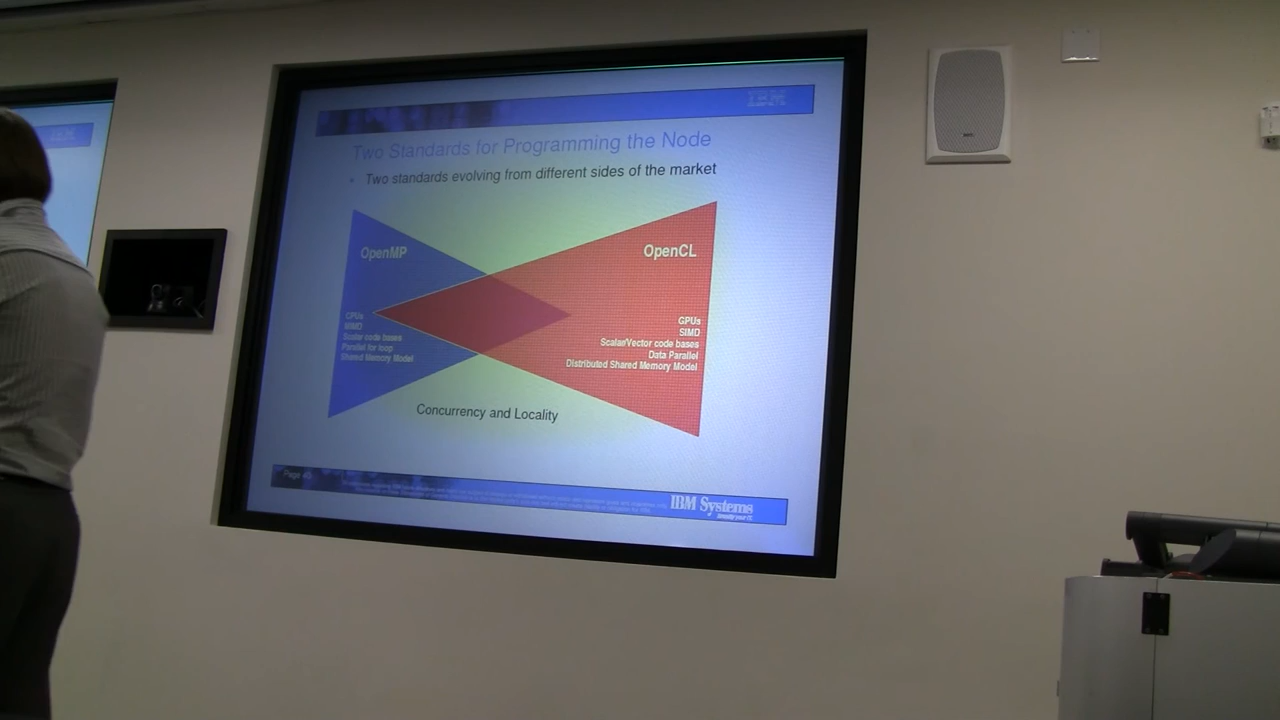 Two Standards for Programming the Node
Two standards evolving from different sides of the market
OpenMP
CPUs
MIMD
Scalar code bases
Parallel for loop
Shared Memory Model
OpenCL
GPUs
SIMD
Scalar/Vector code bases
Data Parallel
Distributed Shared Memory Model
Concurrency and Locality
Page
IBM Systems